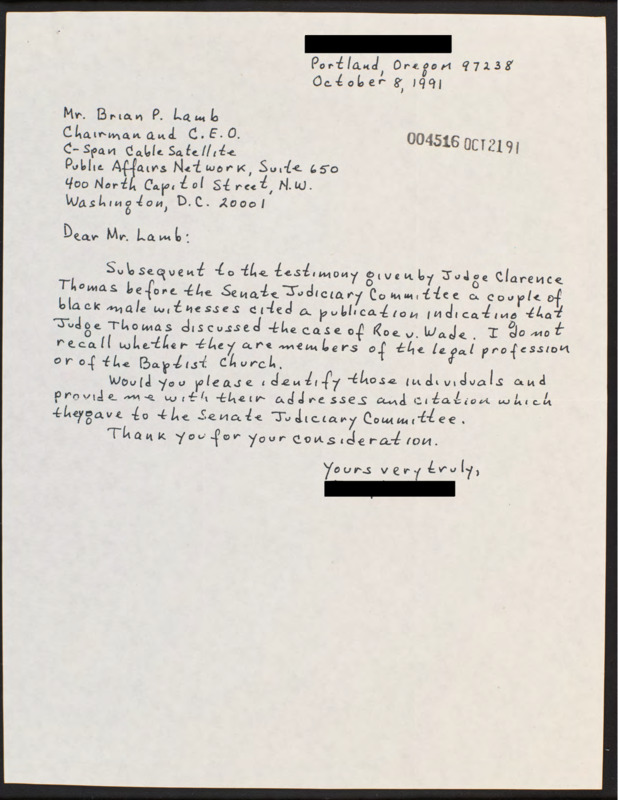 Portland, Oregon 97238
October 8, 1991
Mr. Brian P. Lamb
Chairman and C.E.O.
C-Span Cable Satellite
Public Affairs Network, Suite 650
400 North Capitol Street, N.W.
Washington, D.C. 20001
004516 OCT2191
Dear Mr. Lamb:
Subsequent to the testimony given by Judge Clarence
Thomas before the Senate Judiciary Committee a couple of
black male witnesses cited a publication indicating that
Judge Thomas discussed the case of Roe v. Wade. I do not
recall whether they are members of the legal profession
or of the Baptist Church.
Would you please identify those individuals and
provide me with their addresses and citation which
they gave to the Senate Judiciary Committee.
Thank you for your consideration.
Yours very truly,